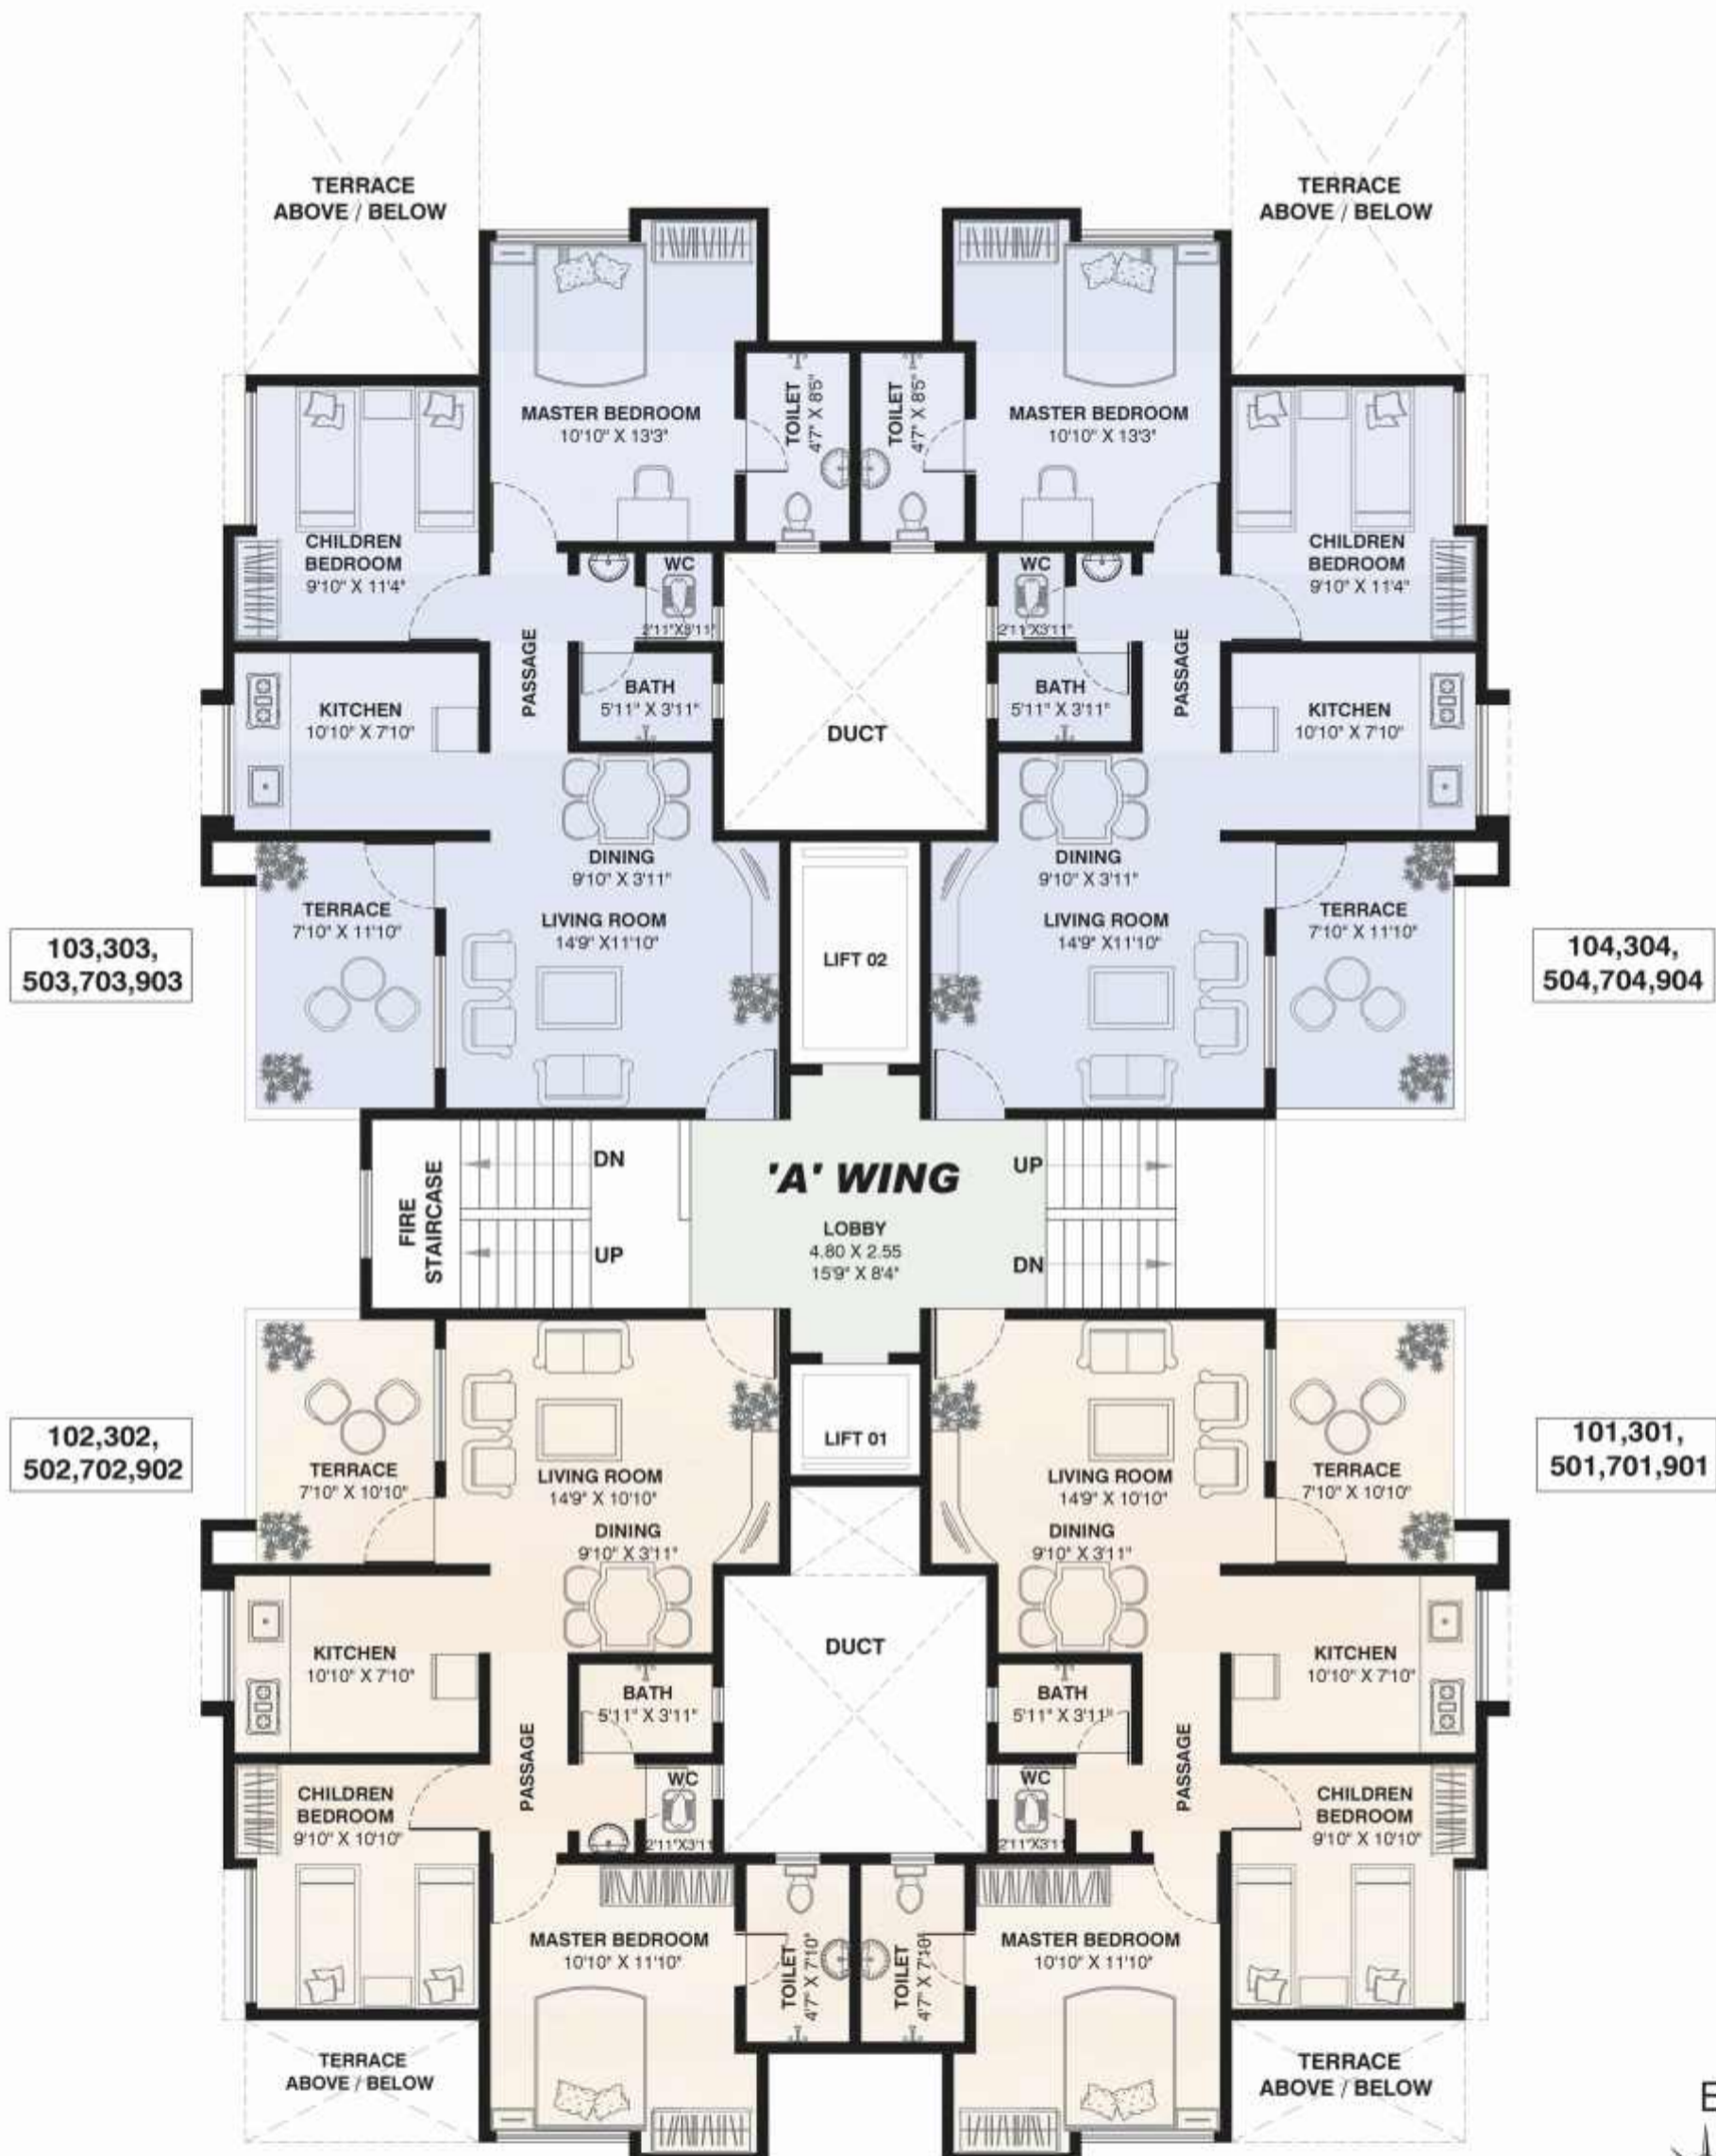 TERRACE
ABOVE / BELOW
TERRACE
ABOVE / BELOW
MASTER BEDROOM
10'10" X 13'3"
TOILET
4'7" X 8'5"
TOILET
4'7" X 8'5"
MASTER BEDROOM
10'10" X 13'3"
CHILDREN
BEDROOM
9'10" X 11'4"
WC
2'11"X3'11"
WC
2'11"X3'11"
CHILDREN
BEDROOM
9'10" X 11'4"
PASSAGE
PASSAGE
KITCHEN
10'10" X 7'10"
BATH
5'11" X 3'11"
DUCT
BATH
5'11" X 3'11"
KITCHEN
10'10" X 7'10"
DINING
9'10" X 3'11"
DINING
9'10" X 3'11"
TERRACE
7'10" X 11'10"
LIVING ROOM
14'9" X11'10"
LIVING ROOM
14'9" X11'10"
TERRACE
7'10" X 11'10"
103,303,
503,703,903
LIFT 02
104,304,
504,704,904
FIRE
STAIRCASE
DN
UP
'A' WING
LOBBY
4.80 X 2.55
15'9" X 8'4"
UP
DN
102,302,
502,702,902
LIFT 01
101,301,
501,701,901
TERRACE
7'10" X 10'10"
LIVING ROOM
14'9" X 10'10"
LIVING ROOM
14'9" X 10'10"
TERRACE
7'10" X 10'10"
DINING
9'10" X 3'11"
DINING
9'10" X 3'11"
KITCHEN
10'10" X 7'10"
DUCT
KITCHEN
10'10" X 7'10"
BATH
5'11" X 3'11"
BATH
5'11" X 3'11"
PASSAGE
PASSAGE
CHILDREN
BEDROOM
9'10" X 10'10"
WC
2'11"X3'11
WC
2'11"X3'11
CHILDREN
BEDROOM
9'10" X 10'10"
MASTER BEDROOM
10'10" X 11'10"
TOILET
4'7" X 7'10"
TOILET
4'7" X 7'10"
MASTER BEDROOM
10'10" X 11'10"
TERRACE
ABOVE / BELOW
TERRACE
ABOVE / BELOW